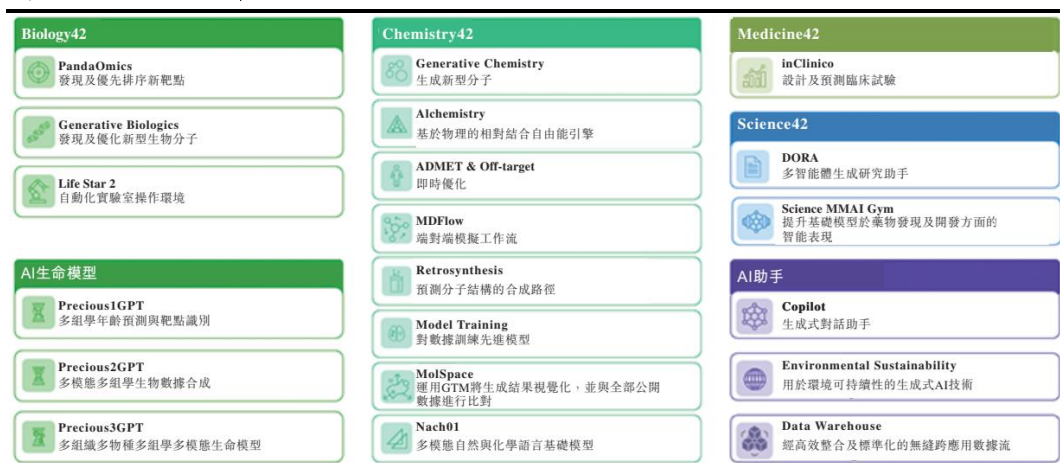 Biology42
PandaOmics
發現及優先排序新靶點
Generative Biologics
發現及優化新型生物分子
Life Star 2
自動化實驗室操作環境
AI生命模型
Precious1GPT
多組學年齡預測與靶點識別
Precious2GPT
多模態多組學生物數據合成
Precious3GPT
多組織多物種多組學多模態生命模型
Chemistry42
Generative Chemistry
生成新型分子
Alchemistry
基於物理的相對結合自由能引擎
ADMET & Off-target
即時優化
MDFlow
端對端模擬工作流
Retrosynthesis
預測分子結構的合成路徑
Model Training
對數據訓練先進模型
MolSpace
運用GTM將生成結果視覺化，並與全部公開
數據進行比對
Nach01
多模態自然與化學語言基礎模型
Medicine42
inClinico
設計及預測臨床試驗
Science42
DORA
多智能體生成研究助手
Science MMAI Gym
提升基礎模型於藥物發現及開發方面的
智能表現
AI助手
Copilot
生成式對話助手
Environmental Sustainability
用於環境可持續性的生成式AI技術
Data Warehouse
經高效整合及標準化的無縫跨應用數據流